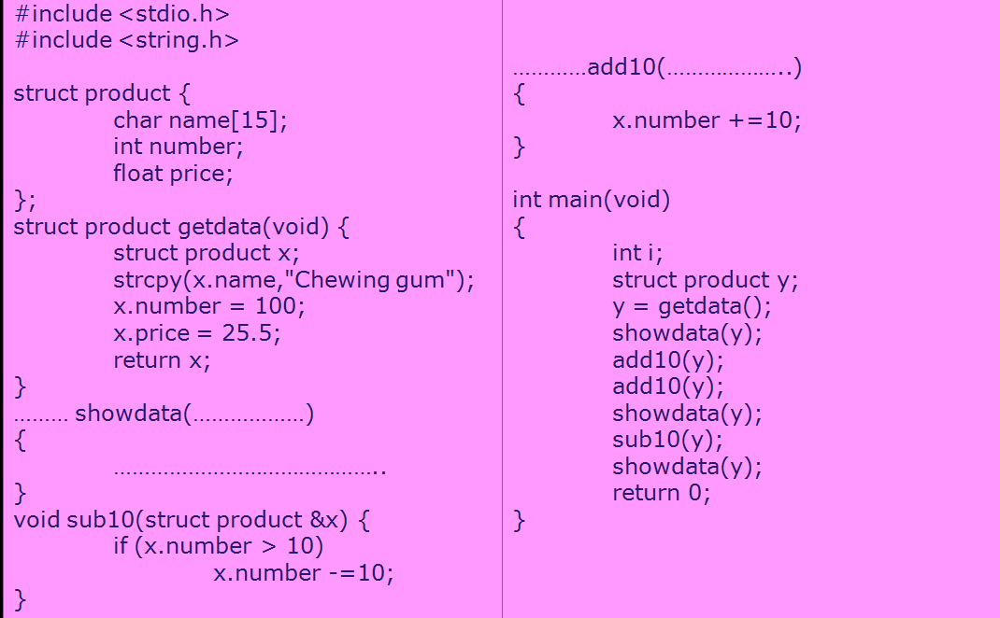 #include <stdio.h>
#include <string.h>
struct product {
char name[15];
int number;
float price;
};
struct product getdata(void) {
struct product x;
strcpy(x.name,"Chewing gum");
x.number = 100;
x.price = 25.5;
return x;
}
......... showdata(..................)
{
...........................................
}
void sub10(struct product &x) {
if (x.number > 10)
x.number -=10;
}
............add10(....................)
{
x.number +=10;
}
int main(void)
{
int i;
struct product y;
y = getdata();
showdata(y);
add10(y);
add10(y);
showdata(y);
sub10(y);
showdata(y);
return 0;
}